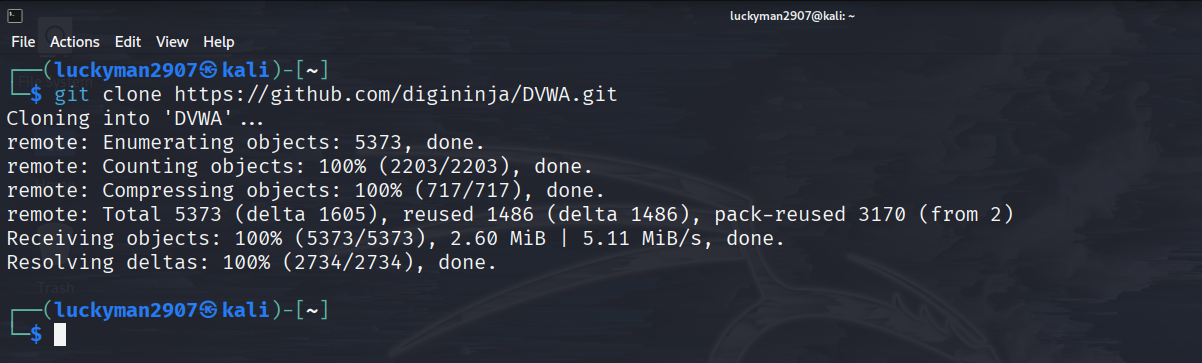 luckyman2907@kali: ~
File Actions Edit View Help
┌──(luckyman2907㉿kali)-[~]
└─$ git clone https://github.com/digininja/DVWA.git
Cloning into 'DVWA'...
remote: Enumerating objects: 5373, done.
remote: Counting objects: 100% (2203/2203), done.
remote: Compressing objects: 100% (717/717), done.
remote: Total 5373 (delta 1605), reused 1486 (delta 1486), pack-reused 3170 (from 2)
Receiving objects: 100% (5373/5373), 2.60 MiB | 5.11 MiB/s, done.
Resolving deltas: 100% (2734/2734), done.
Trash
┌──(luckyman2907㉿kali)-[~]
└─$